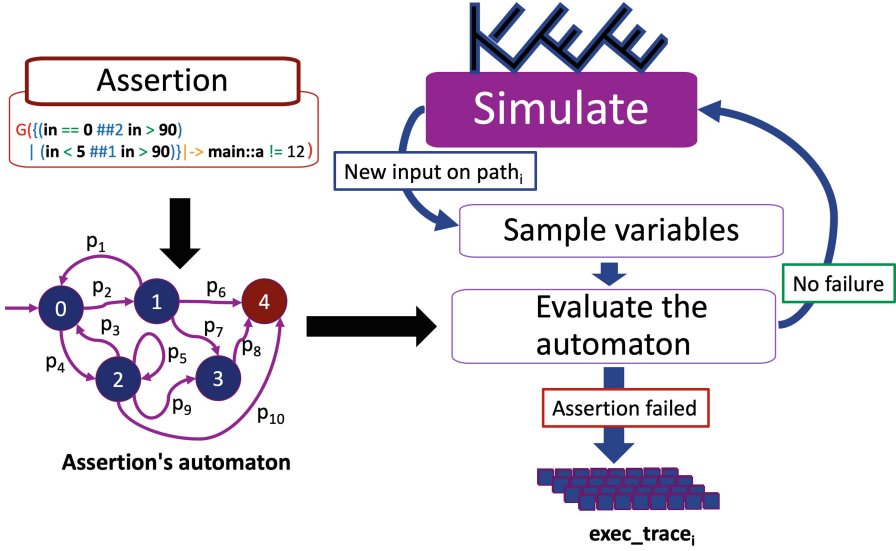 KLEE
Assertion
Simulate
G({(in == 0 ##2 in > 90)
| (in < 5 ##1 in > 90)}|-> main::a != 12)
New input on pathi
Sample variables
Evaluate the
automaton
No failure
Assertion failed
exec_tracei
p1
p2
p3
p4
p5
p6
p7
p8
p9
p10
0
1
2
3
4
Assertion's automaton